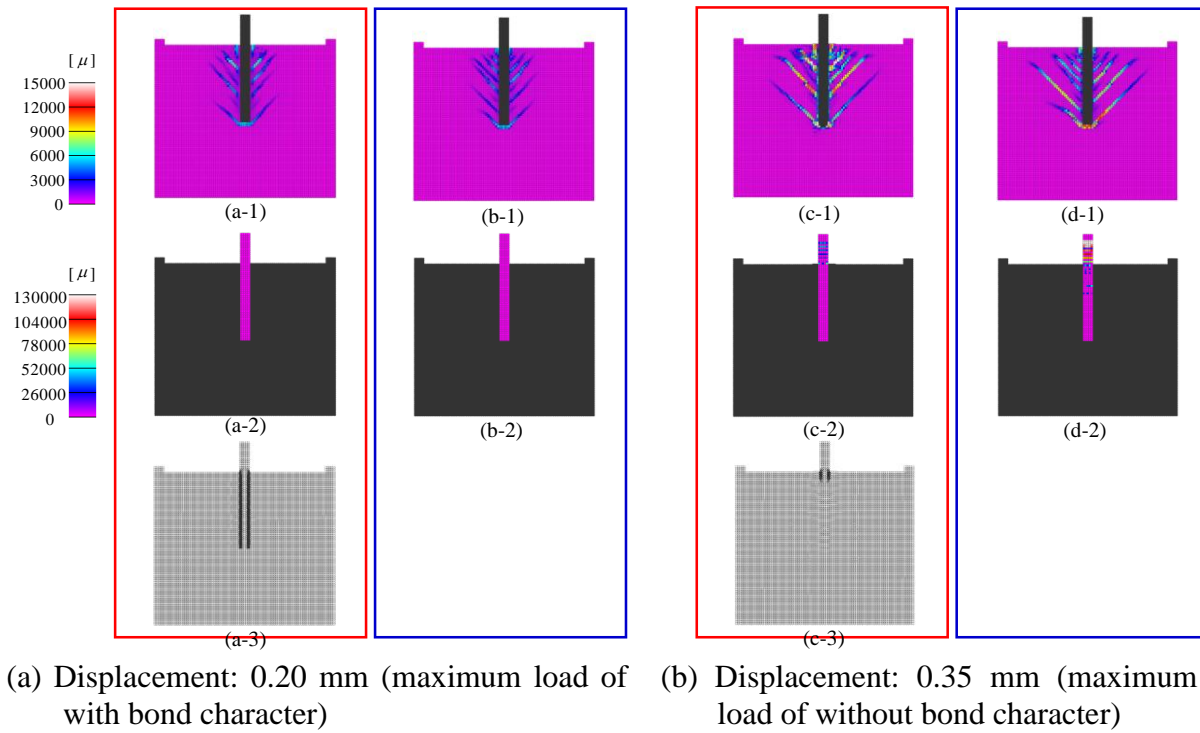 [μ]
15000
12000
9000
6000
3000
0
(a-1)
(b-1)
(c-1)
(d-1)
[μ]
130000
104000
78000
52000
26000
0
(a-2)
(b-2)
(c-2)
(d-2)
(a-3)
(c-3)
(a) Displacement: 0.20 mm (maximum load of
with bond character)
(b) Displacement: 0.35 mm (maximum
load of without bond character)